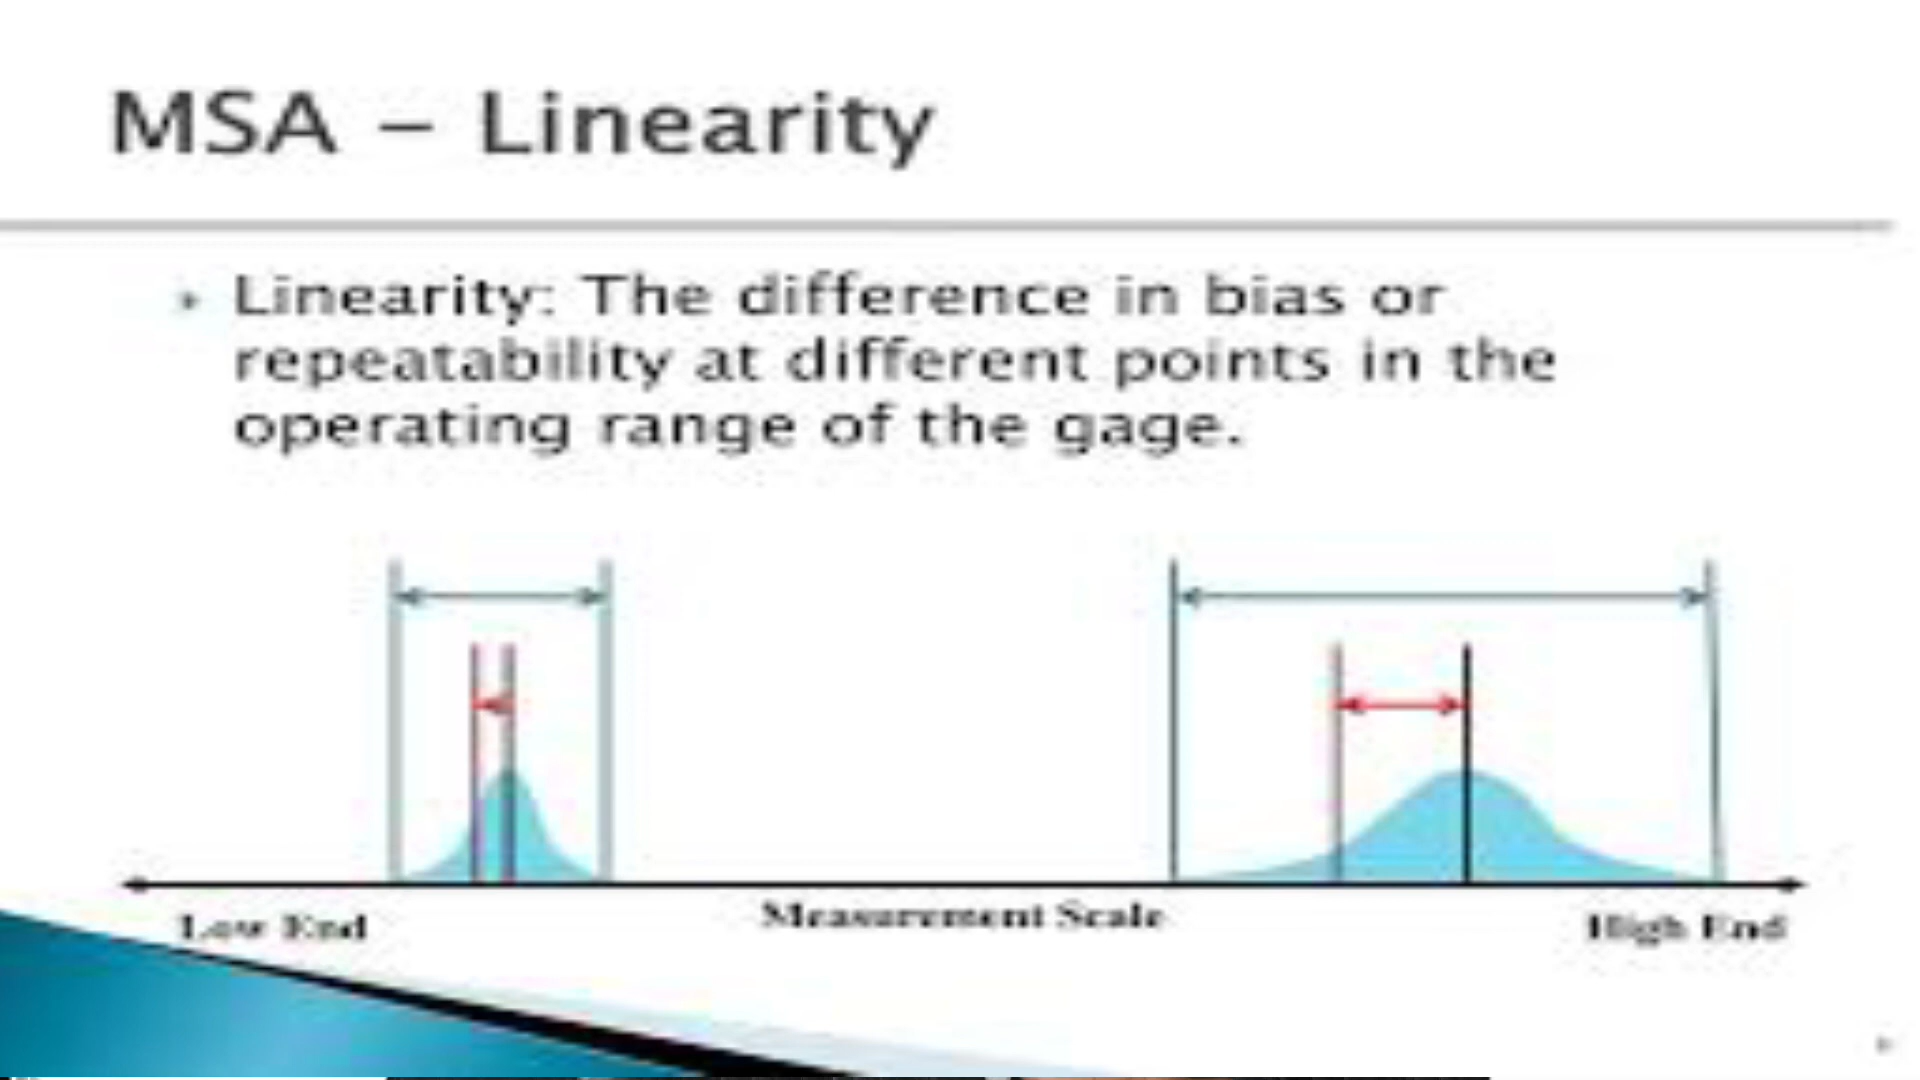 MSA – Linearity
Linearity: The difference in bias or
repeatability at different points in the
operating range of the gage.
Low End
Measurement Scale
High End